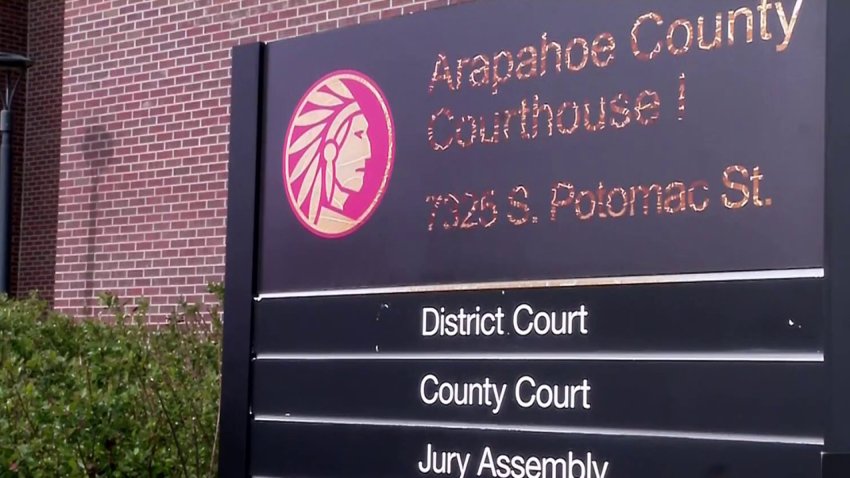 Arapahoe County
Courthouse I
7325 S. Potomac St.
District Court
County Court
Jury Assembly